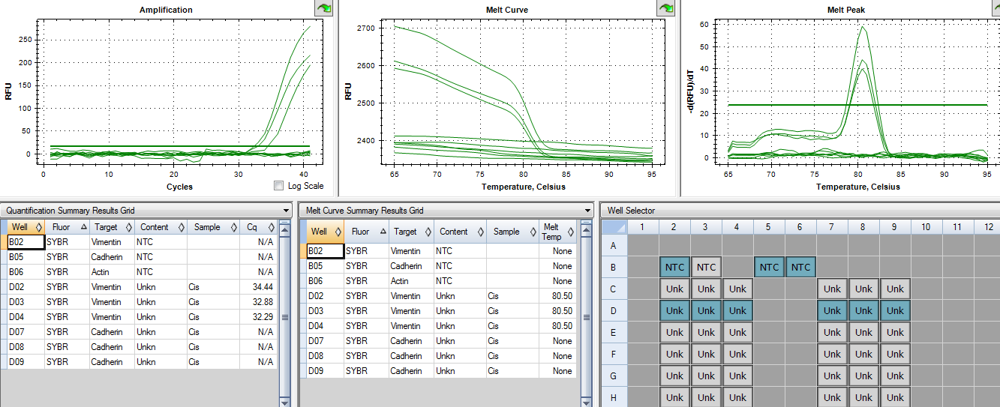 Amplification
250
200
150
100
50
0
RFU
0 10 20 30 40
Cycles
Log Scale
Melt Curve
2700
2600
2500
2400
RFU
65 70 75 80 85 90 95
Temperature, Celsius
Melt Peak
60
50
40
30
20
10
0
-d(RFU)/dT
65 70 75 80 85 90 95
Temperature, Celsius
Quantification Summary Results Grid
Well Fluor Target Content Sample Cq
B02 SYBR Vimentin NTC N/A
B05 SYBR Cadherin NTC N/A
B06 SYBR Actin NTC N/A
D02 SYBR Vimentin Unkn Cis 34.44
D03 SYBR Vimentin Unkn Cis 32.88
D04 SYBR Vimentin Unkn Cis 32.29
D07 SYBR Cadherin Unkn Cis N/A
D08 SYBR Cadherin Unkn Cis N/A
D09 SYBR Cadherin Unkn Cis N/A
Melt Curve Summary Results Grid
Well Fluor Target Content Sample Melt Temp
B02 SYBR Vimentin NTC None
B05 SYBR Cadherin NTC None
B06 SYBR Actin NTC None
D02 SYBR Vimentin Unkn Cis 80.50
D03 SYBR Vimentin Unkn Cis 80.50
D04 SYBR Vimentin Unkn Cis 80.50
D07 SYBR Cadherin Unkn Cis None
D08 SYBR Cadherin Unkn Cis None
D09 SYBR Cadherin Unkn Cis None
Well Selector
1 2 3 4 5 6 7 8 9 10 11 12
A
B NTC NTC NTC NTC
C Unk Unk Unk Unk Unk Unk
D Unk Unk Unk Unk Unk Unk
E Unk Unk Unk Unk Unk Unk
F Unk Unk Unk Unk Unk Unk
G Unk Unk Unk Unk Unk Unk
H Unk Unk Unk Unk Unk Unk